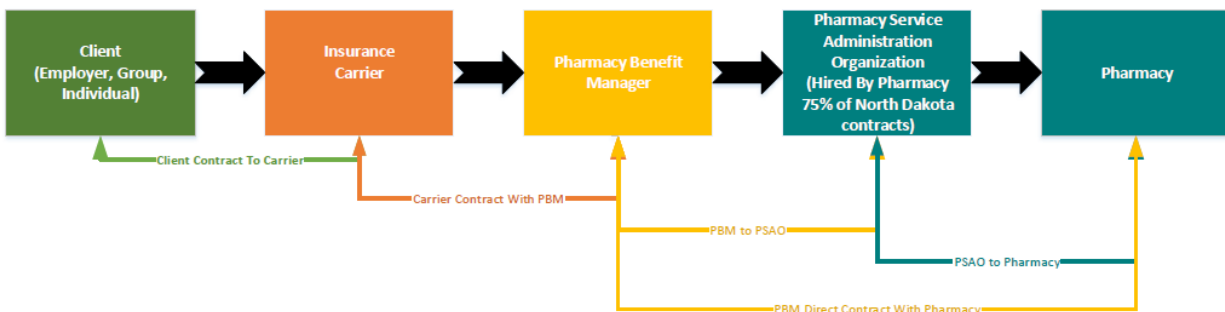 Client
(Employer, Group,
Individual)
Insurance
Carrier
Pharmacy Benefit
Manager
Pharmacy Service
Administration
Organization
(Hired By Pharmacy
75% of North Dakota
contracts)
Pharmacy
Client Contract To Carrier
Carrier Contract With PBM
PBM to PSAO
PSAO to Pharmacy
PBM Direct Contract With Pharmacy